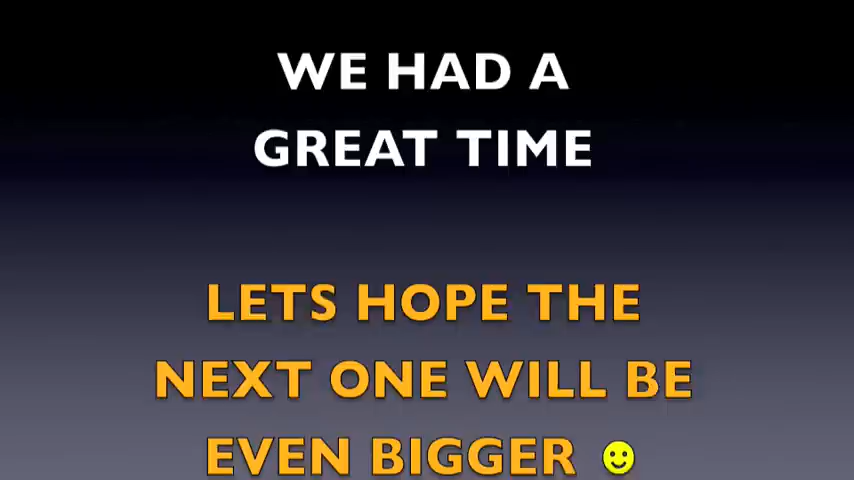 WE HAD A
GREAT TIME
LETS HOPE THE
NEXT ONE WILL BE
EVEN BIGGER ☻